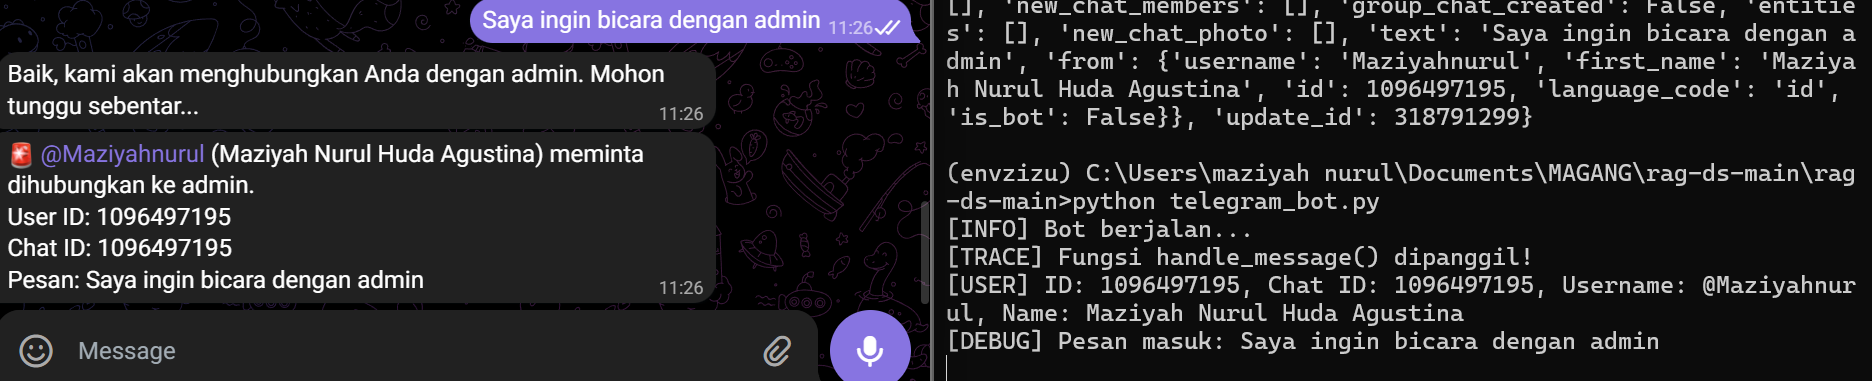 Saya ingin bicara dengan admin 11:26
Baik, kami akan menghubungkan Anda dengan admin. Mohon
tunggu sebentar...
11:26
🚨 @Maziyahnurul (Maziyah Nurul Huda Agustina) meminta
dihubungkan ke admin.
User ID: 1096497195
Chat ID: 1096497195
Pesan: Saya ingin bicara dengan admin
11:26
Message
[], 'new_chat_members': [], 'group_chat_created': False, 'entitie
s': [], 'new_chat_photo': [], 'text': 'Saya ingin bicara dengan a
dmin', 'from': {'username': 'Maziyahnurul', 'first_name': 'Maziya
h Nurul Huda Agustina', 'id': 1096497195, 'language_code': 'id',
'is_bot': False}}, 'update_id': 318791299}
(envzizu) C:\Users\maziyah nurul\Documents\MAGANG\rag-ds-main\rag
-ds-main>python telegram_bot.py
[INFO] Bot berjalan...
[TRACE] Fungsi handle_message() dipanggil!
[USER] ID: 1096497195, Chat ID: 1096497195, Username: @Maziyahnur
ul, Name: Maziyah Nurul Huda Agustina
[DEBUG] Pesan masuk: Saya ingin bicara dengan admin